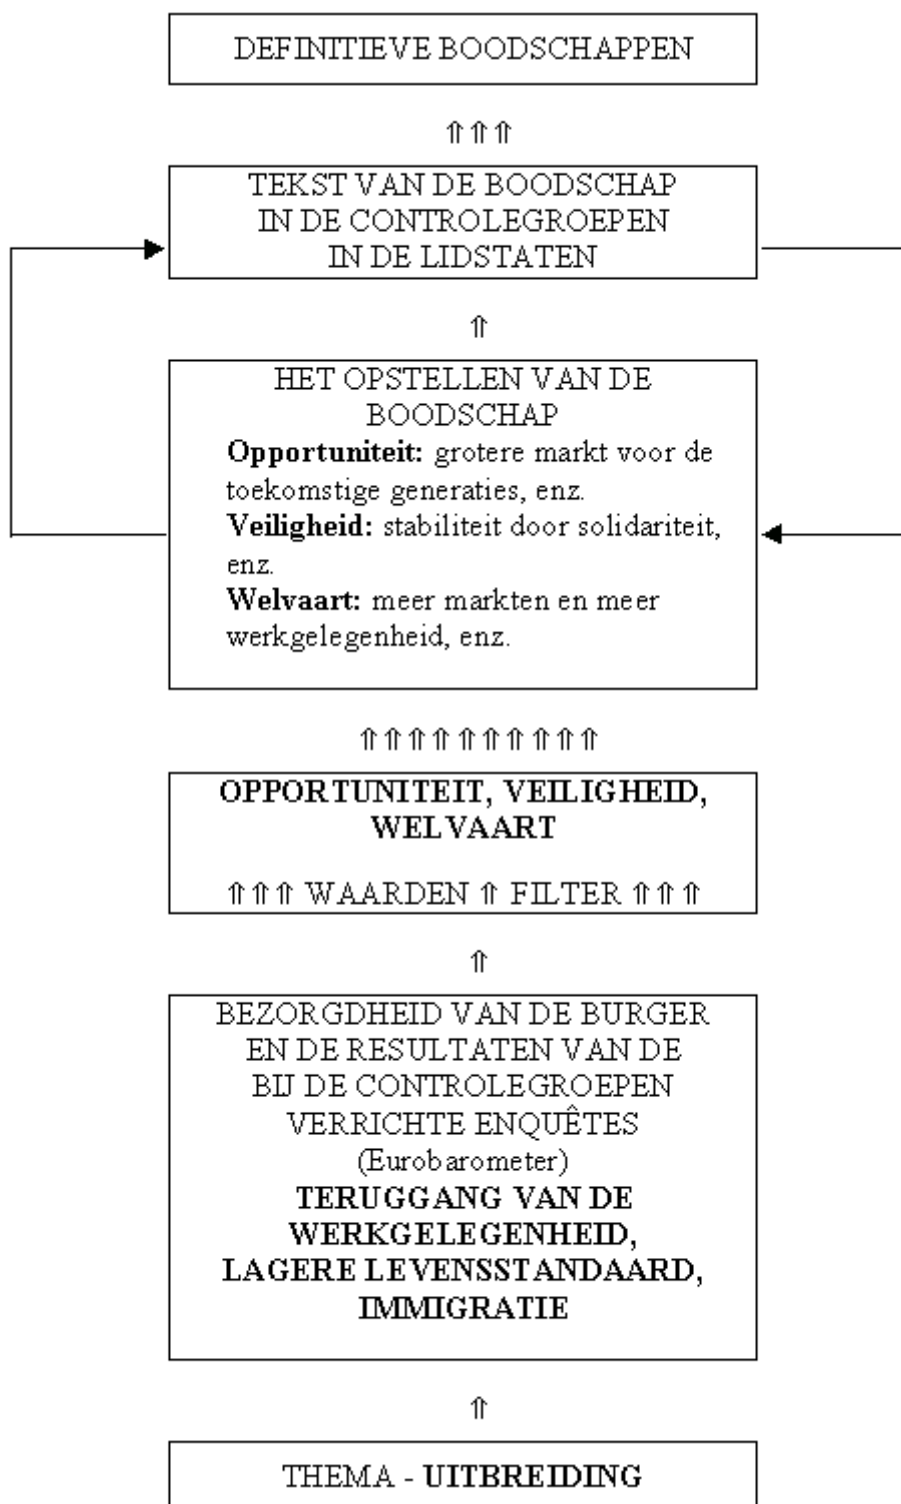 DEFINITIEVE BOODSCHAPPEN
⇑⇑⇑
TEKST VAN DE BOODSCHAP
IN DE CONTROLEGROEPEN
IN DE LIDSTATEN
⇑
HET OPSTELLEN VAN DE
BOODSCHAP
Opportuniteit: grotere markt voor de
toekomstige generaties, enz.
Veiligheid: stabiliteit door solidariteit,
enz.
Welvaart: meer markten en meer
werkgelegenheid, enz.
⇑⇑⇑⇑⇑⇑⇑⇑⇑⇑
OPPORTUNITEIT, VEILIGHEID,
WELVAART
⇑⇑⇑ WAARDEN ⇑ FILTER ⇑⇑⇑
⇑
BEZORGDHEID VAN DE BURGER
EN DE RESULTATEN VAN DE
BIJ DE CONTROLEGROEPEN
VERRICHTE ENQUÊTES
(Eurobarometer)
TERUGGANG VAN DE
WERKGELEGENHEID,
LAGERE LEVENSSTANDAARD,
IMMIGRATIE
⇑
THEMA - UITBREIDING